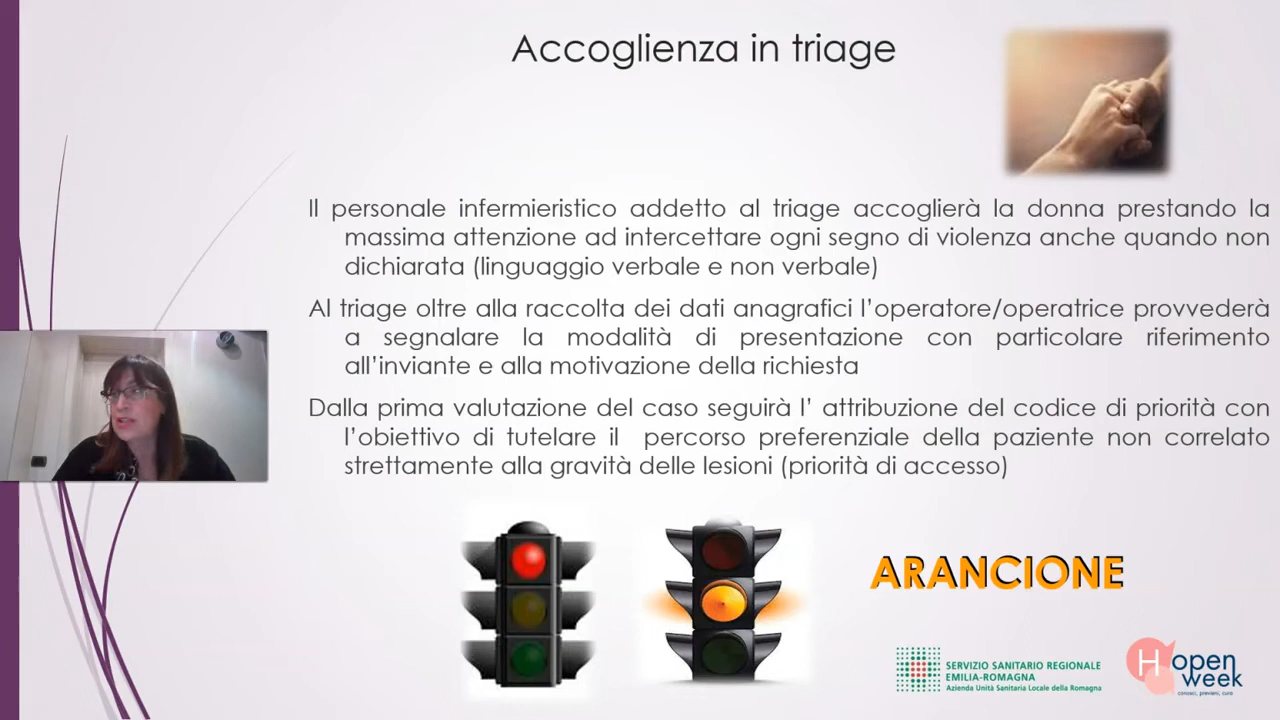 Accoglienza in triage
Il personale infermieristico addetto al triage accoglierà la donna prestando la
massima attenzione ad intercettare ogni segno di violenza anche quando non
dichiarata (linguaggio verbale e non verbale)
Al triage oltre alla raccolta dei dati anagrafici l'operatore/operatrice provvederà
a segnalare la modalità di presentazione con particolare riferimento
all'inviante e alla motivazione della richiesta
Dalla prima valutazione del caso seguirà l' attribuzione del codice di priorità con
l'obiettivo di tutelare il percorso preferenziale della paziente non correlato
strettamente alla gravità delle lesioni (priorità di accesso)
ARANCIONE
SERVIZIO SANITARIO REGIONALE
EMILIA-ROMAGNA
Azienda Unità Sanitaria Locale della Romagna
H open
week
conosci, previeni, cura